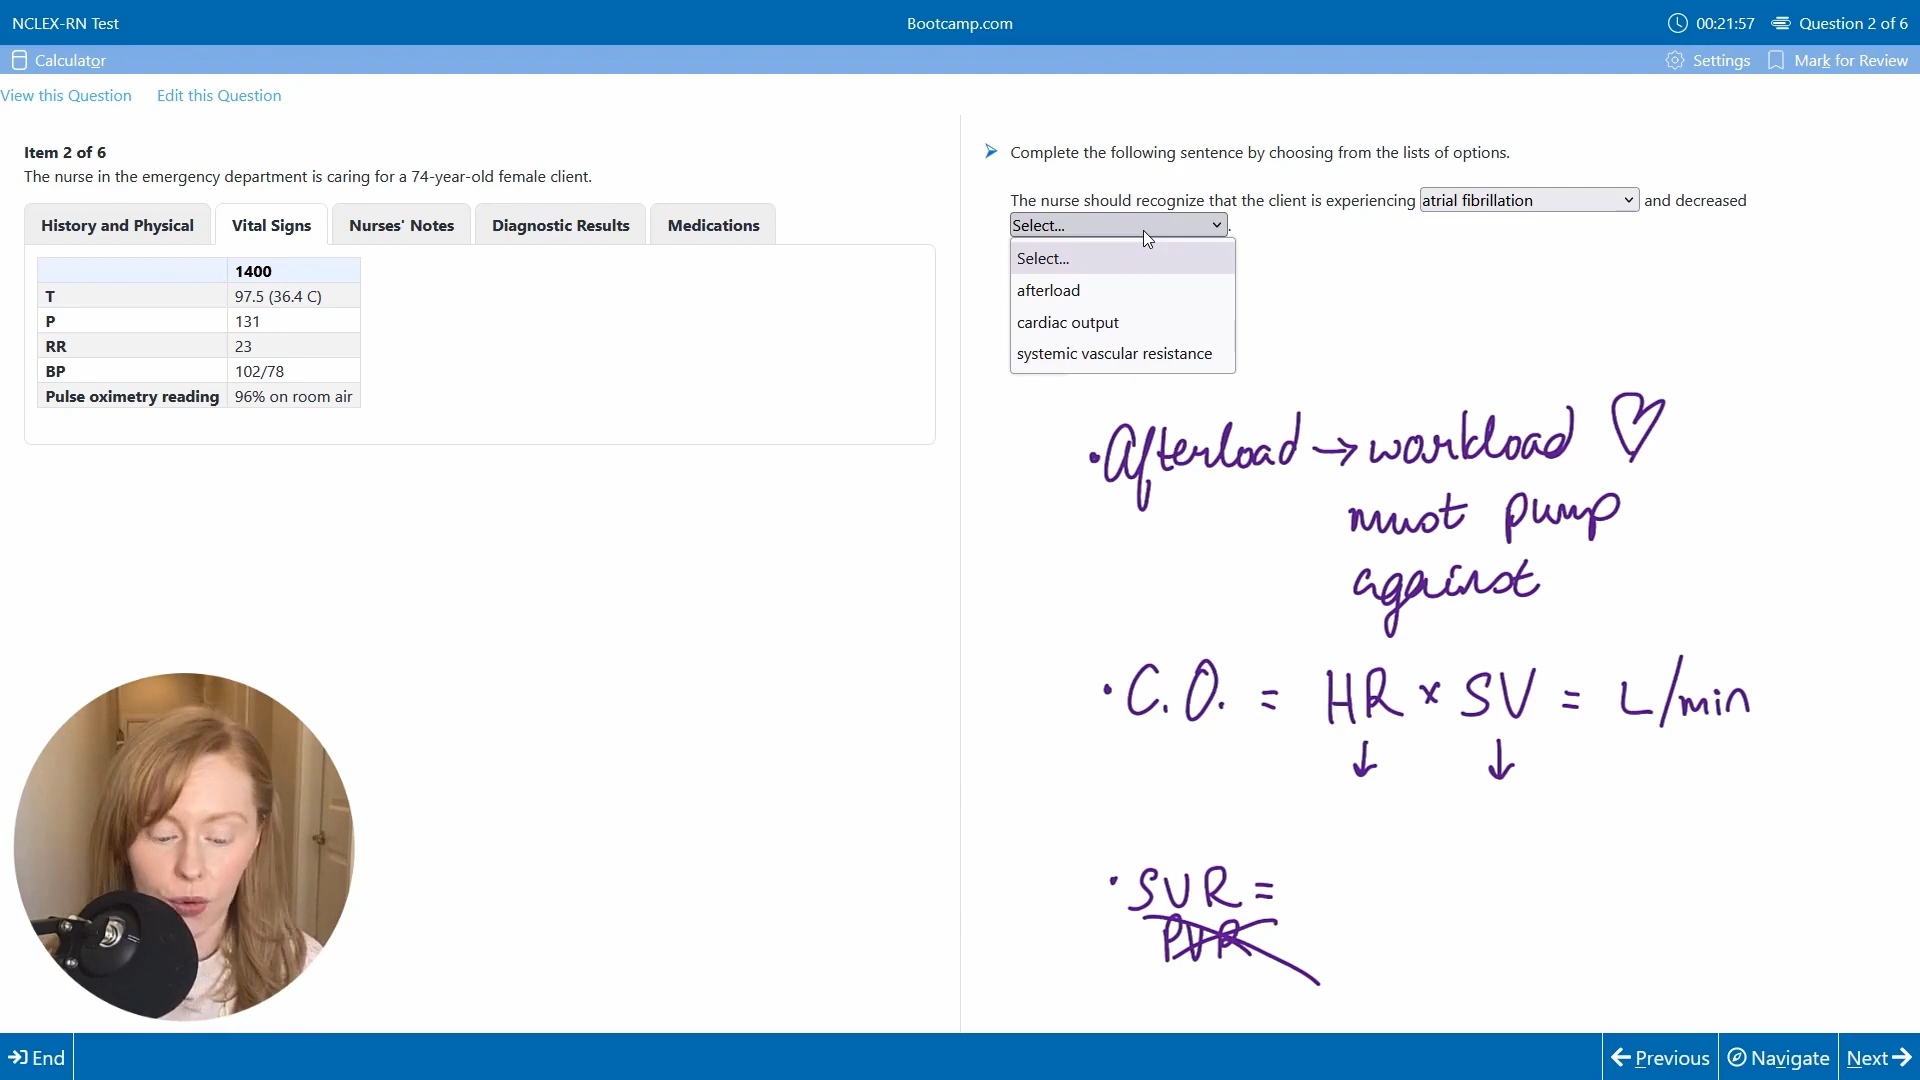 NCLEX-RN Test
Bootcamp.com
00:21:57
Question 2 of 6
Calculator
Settings
Mark for Review
View this Question
Edit this Question
Item 2 of 6
The nurse in the emergency department is caring for a 74-year-old female client.
History and Physical
Vital Signs
Nurses' Notes
Diagnostic Results
Medications
1400
T 97.5 (36.4 C)
P 131
RR 23
BP 102/78
Pulse oximetry reading 96% on room air
Complete the following sentence by choosing from the lists of options.
The nurse should recognize that the client is experiencing atrial fibrillation and decreased
Select... .
Select...
afterload
cardiac output
systemic vascular resistance
• Afterload → workload ♡
must pump
against
• C.O. = HR × SV = L/min
↓ ↓
• SVR =
PVR
End
Previous
Navigate
Next